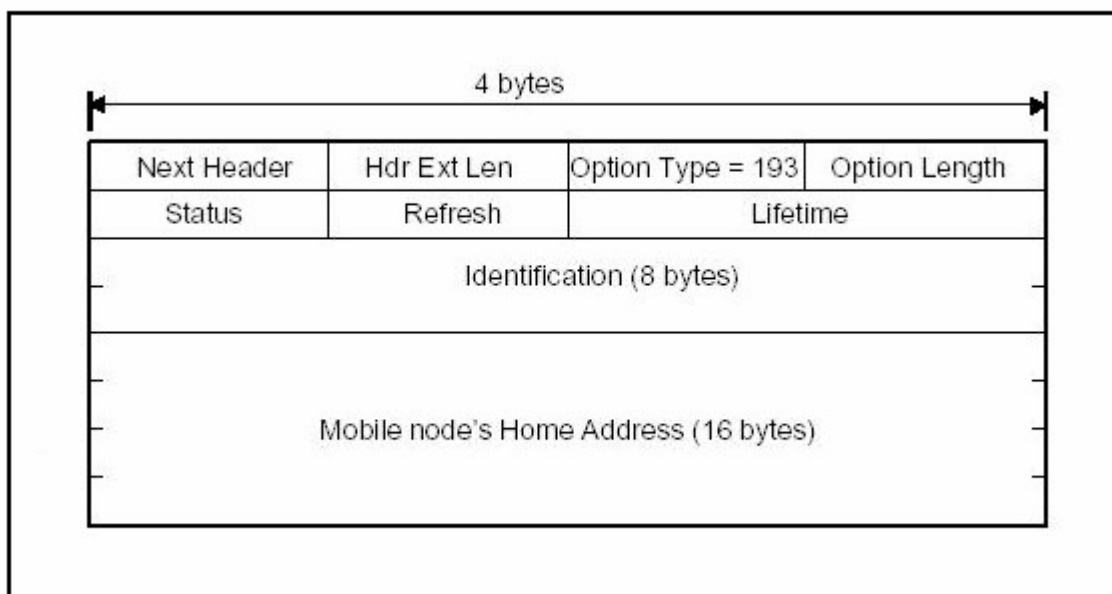 4 bytes
Next Header Hdr Ext Len Option Type = 193 Option Length
Status Refresh Lifetime
Identification (8 bytes)
Mobile node's Home Address (16 bytes)